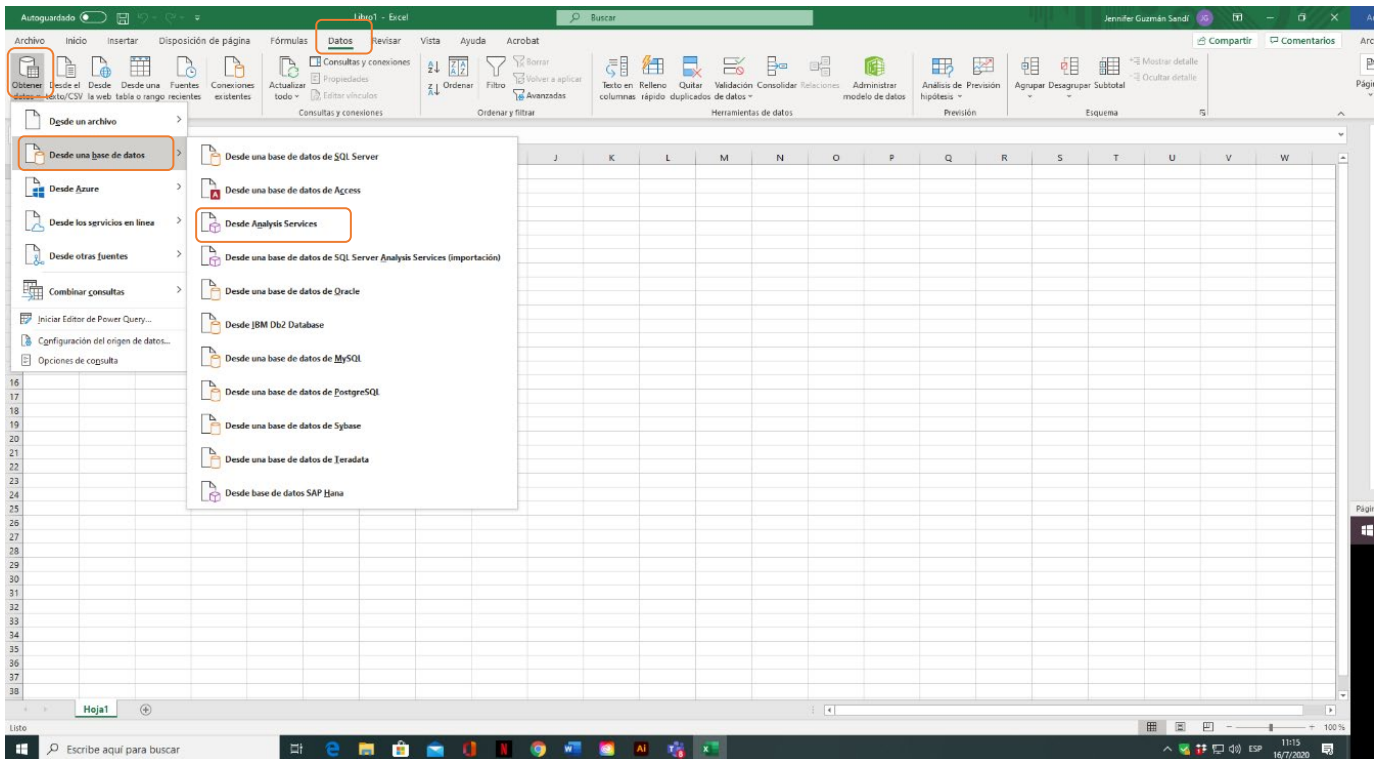 Autoguardado
Libro1 - Excel
Buscar
Jennifer Guzmán Sandí
JG
Archivo Inicio Insertar Disposición de página Fórmulas Datos Revisar Vista Ayuda Acrobat
Compartir
Comentarios
Obtener datos
Desde el texto/CSV
Desde la web
Desde una tabla o rango
Fuentes recientes
Conexiones existentes
Actualizar todo
Consultas y conexiones
Propiedades
Editar vínculos
Consultas y conexiones
Ordenar
Filtro
Borrar
Volver a aplicar
Avanzadas
Ordenar y filtrar
Texto en columnas
Relleno rápido
Quitar duplicados
Validación de datos
Consolidar
Relaciones
Administrar modelo de datos
Herramientas de datos
Análisis de hipótesis
Previsión
Previsión
Agrupar
Desagrupar
Subtotal
Mostrar detalle
Ocultar detalle
Esquema
Desde un archivo
Desde una base de datos
Desde Azure
Desde los servicios en línea
Desde otras fuentes
Combinar consultas
Iniciar Editor de Power Query...
Configuración del origen de datos...
Opciones de consulta
Desde una base de datos de SQL Server
Desde una base de datos de Access
Desde Analysis Services
Desde una base de datos de SQL Server Analysis Services (importación)
Desde una base de datos de Oracle
Desde IBM Db2 Database
Desde una base de datos de MySQL
Desde una base de datos de PostgreSQL
Desde una base de datos de Sybase
Desde una base de datos de Teradata
Desde base de datos SAP Hana
J K L M N O P Q R S T U V W
16
17
18
19
20
21
22
23
24
25
26
27
28
29
30
31
32
33
34
35
36
37
38
Hoja1
Listo
100 %
Escribe aquí para buscar
ESP
11:15
16/7/2020